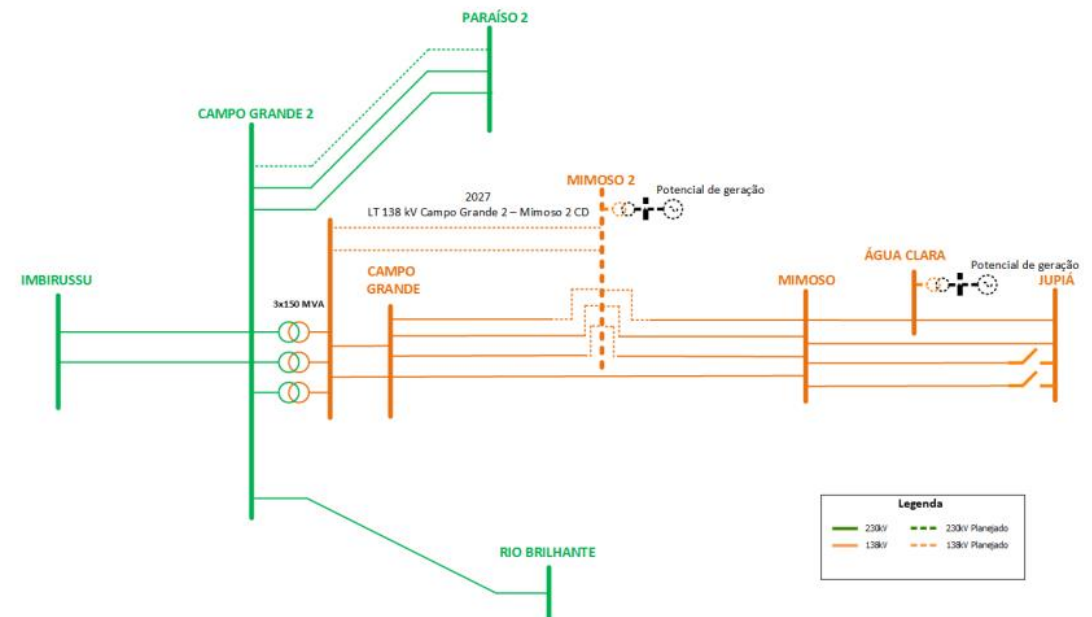 PARAÍSO 2
CAMPO GRANDE 2
MIMOSO 2
Potencial de geração
2027
LT 138 kV Campo Grande 2 – Mimoso 2 CD
ÁGUA CLARA
Potencial de geração
IMBIRUSSU
CAMPO
GRANDE
MIMOSO
JUPIÁ
3x150 MVA
Legenda
230kV
230kV Planejado
138kV
138kV Planejado
RIO BRILHANTE